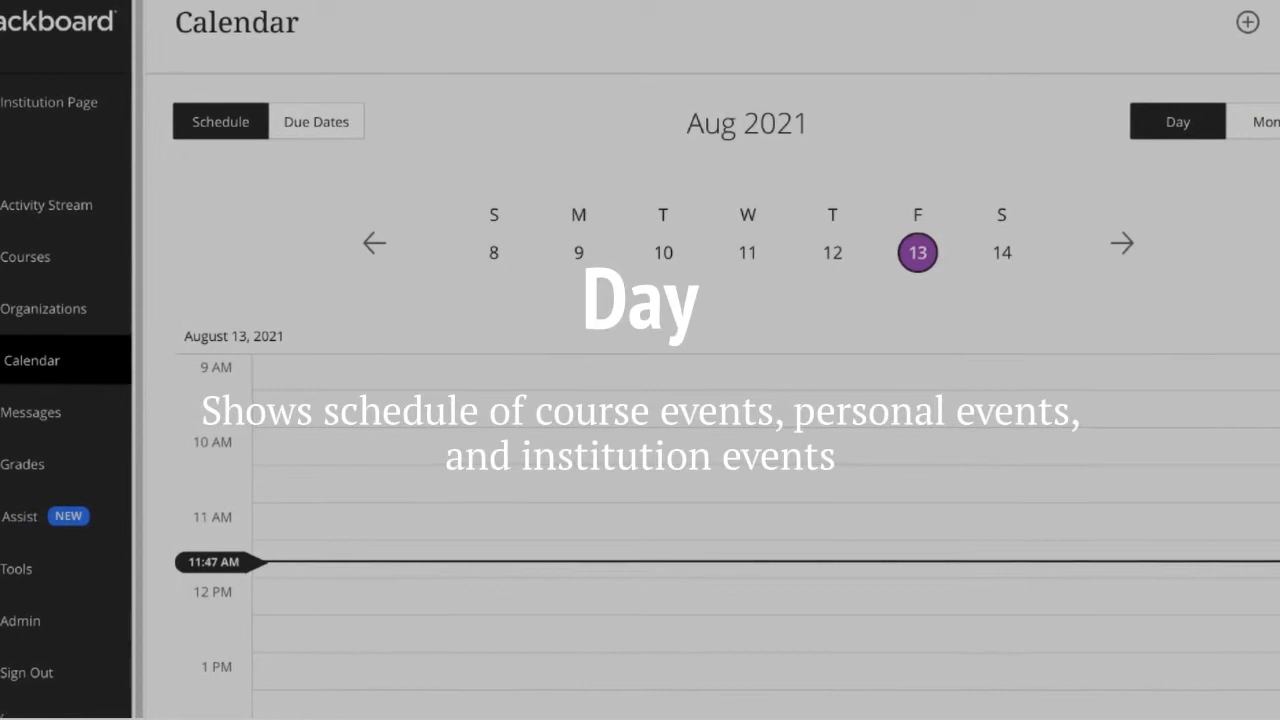 ackboard
Calendar
Institution Page
Schedule
Due Dates
Aug 2021
Day
Mon
Activity Stream
Courses
Organizations
Calendar
Messages
Grades
Assist NEW
Tools
Admin
Sign Out
S M T W T F S
8 9 10 11 12 13 14
Day
August 13, 2021
9 AM
Shows schedule of course events, personal events,
and institution events
10 AM
11 AM
11:47 AM
12 PM
1 PM